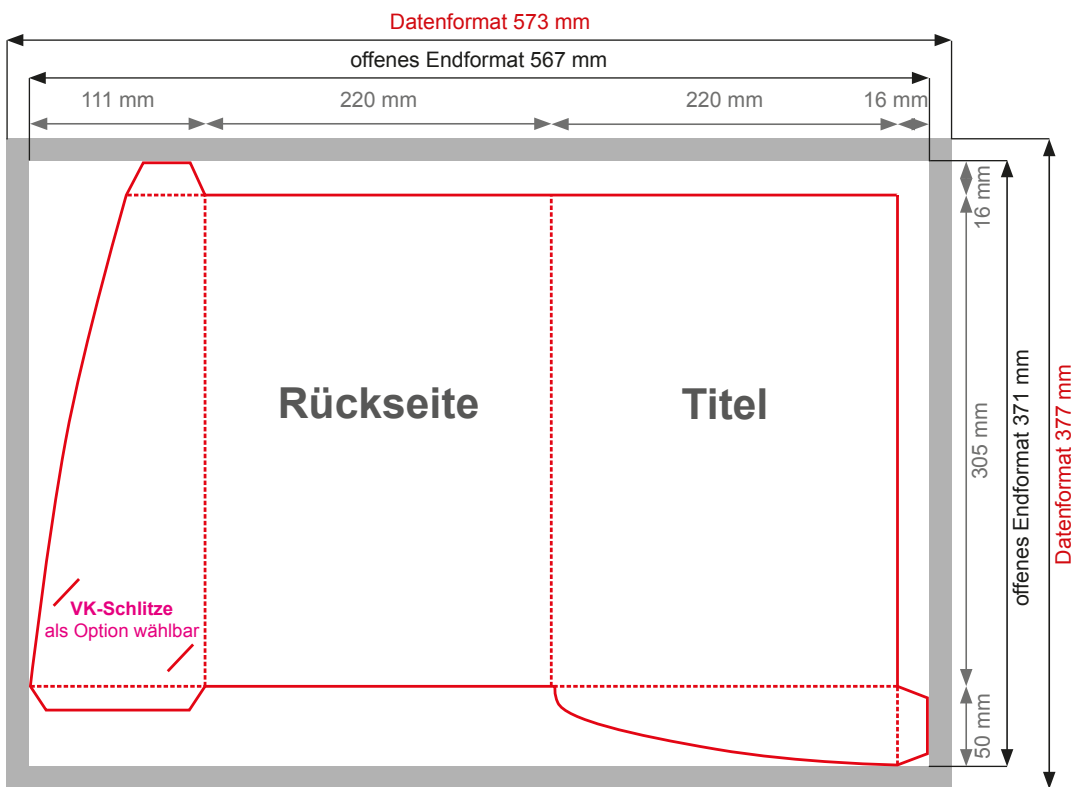 Datenformat 573 mm
offenes Endformat 567 mm
111 mm
220 mm
220 mm
16 mm
16 mm
305 mm
offenes Endformat 371 mm
Datenformat 377 mm
Rückseite
Titel
VK-Schlitze
als Option wählbar
50 mm